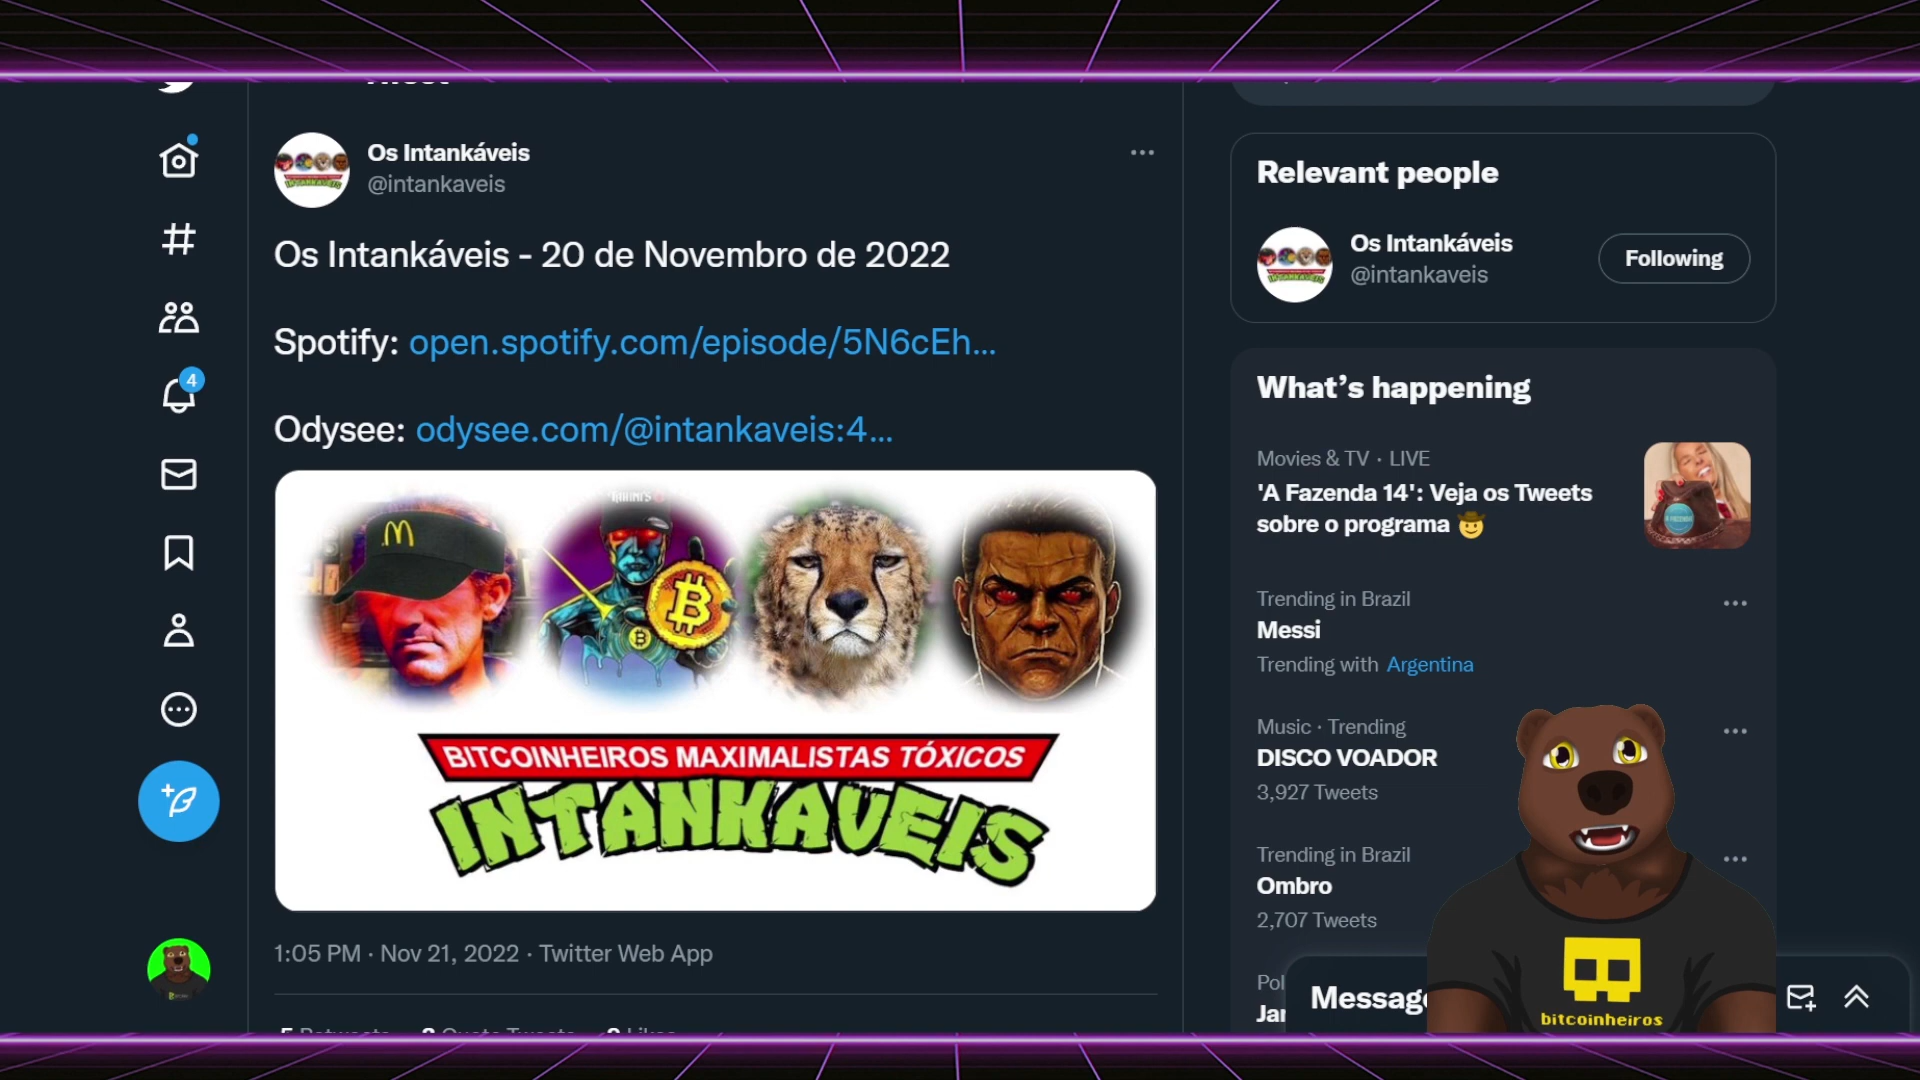 Os Intankáveis
@intankaveis
Os Intankáveis - 20 de Novembro de 2022
Spotify: open.spotify.com/episode/5N6cEh...
Odysee: odysee.com/@intankaveis:4...
BITCOINHEIROS MAXIMALISTAS TÓXICOS
INTANKAVEIS
1:05 PM · Nov 21, 2022 · Twitter Web App
4
Relevant people
Os Intankáveis
@intankaveis
Following
What's happening
Movies & TV · LIVE
'A Fazenda 14': Veja os Tweets
sobre o programa 🤠
Trending in Brazil
Messi
Trending with Argentina
Music · Trending
DISCO VOADOR
3,927 Tweets
Trending in Brazil
Ombro
2,707 Tweets
bitcoinheiros